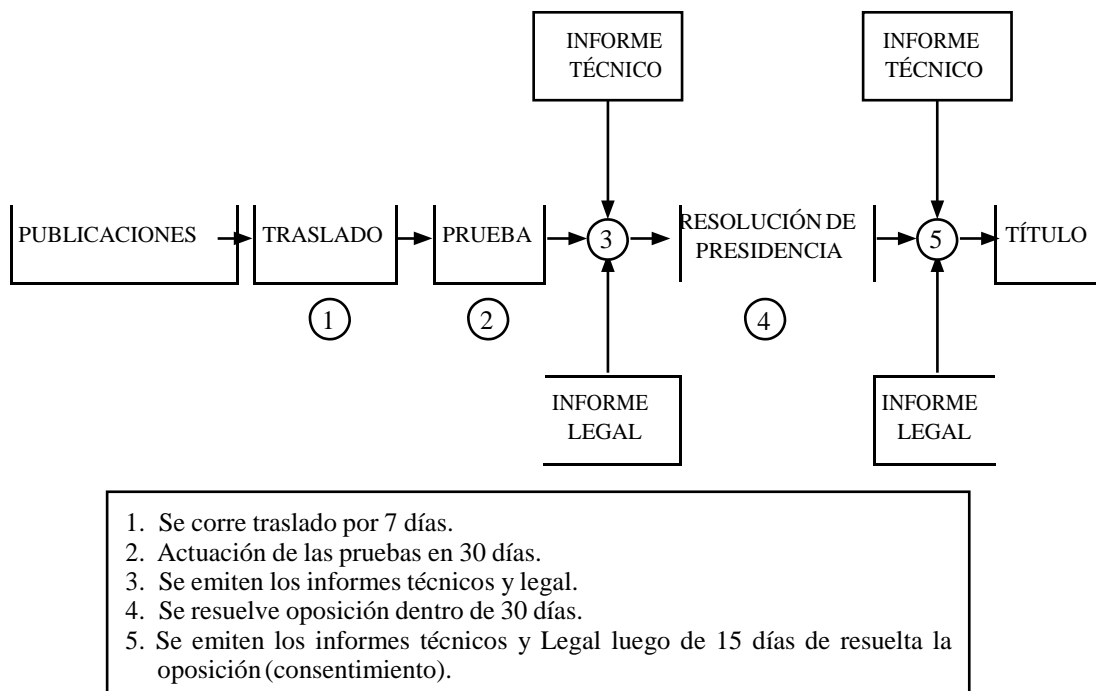 INFORME
TÉCNICO
INFORME
TÉCNICO
PUBLICACIONES
TRASLADO
PRUEBA
3
RESOLUCIÓN DE
PRESIDENCIA
5
TÍTULO
1
2
4
INFORME
LEGAL
INFORME
LEGAL
1. Se corre traslado por 7 días.
2. Actuación de las pruebas en 30 días.
3. Se emiten los informes técnicos y legal.
4. Se resuelve oposición dentro de 30 días.
5. Se emiten los informes técnicos y Legal luego de 15 días de resuelta la
oposición (consentimiento).